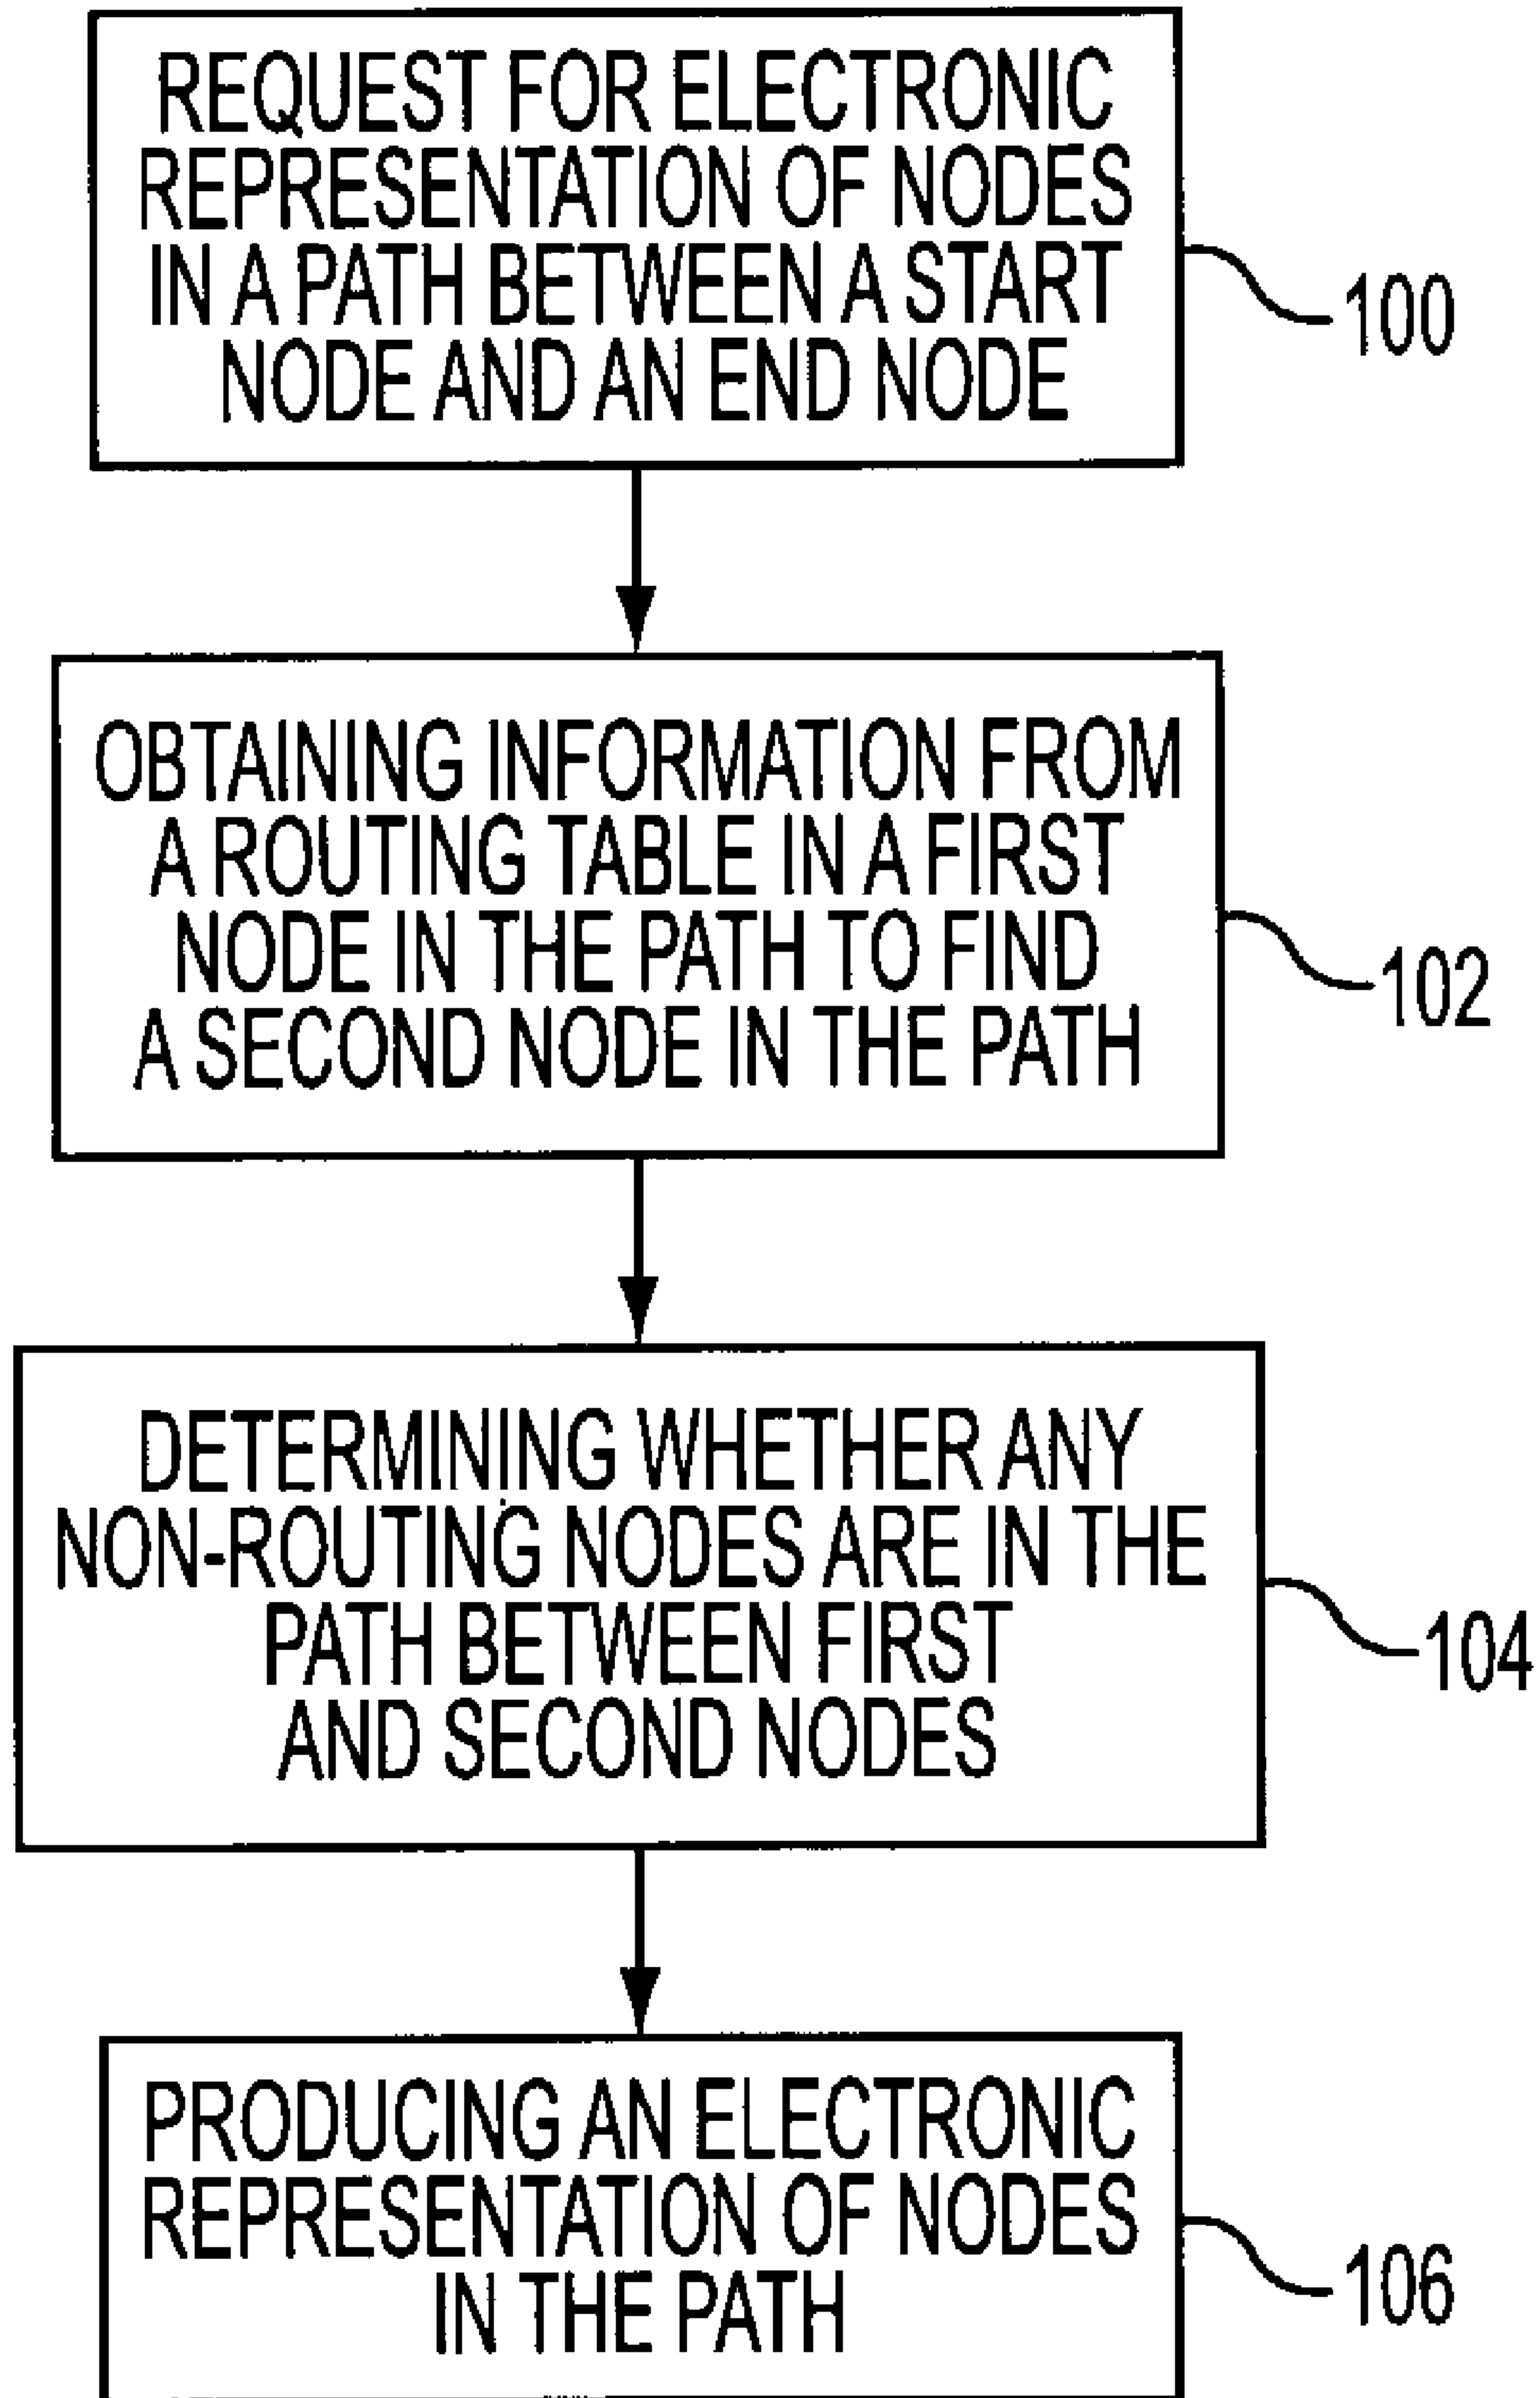 REQUEST FOR ELECTRONIC
REPRESENTATION OF NODES
IN A PATH BETWEEN A START
NODE AND AN END NODE
100
OBTAINING INFORMATION FROM
A ROUTING TABLE IN A FIRST
NODE IN THE PATH TO FIND
A SECOND NODE IN THE PATH
102
DETERMINING WHETHER ANY
NON-ROUTING NODES ARE IN THE
PATH BETWEEN FIRST
AND SECOND NODES
104
PRODUCING AN ELECTRONIC
REPRESENTATION OF NODES
IN THE PATH
106